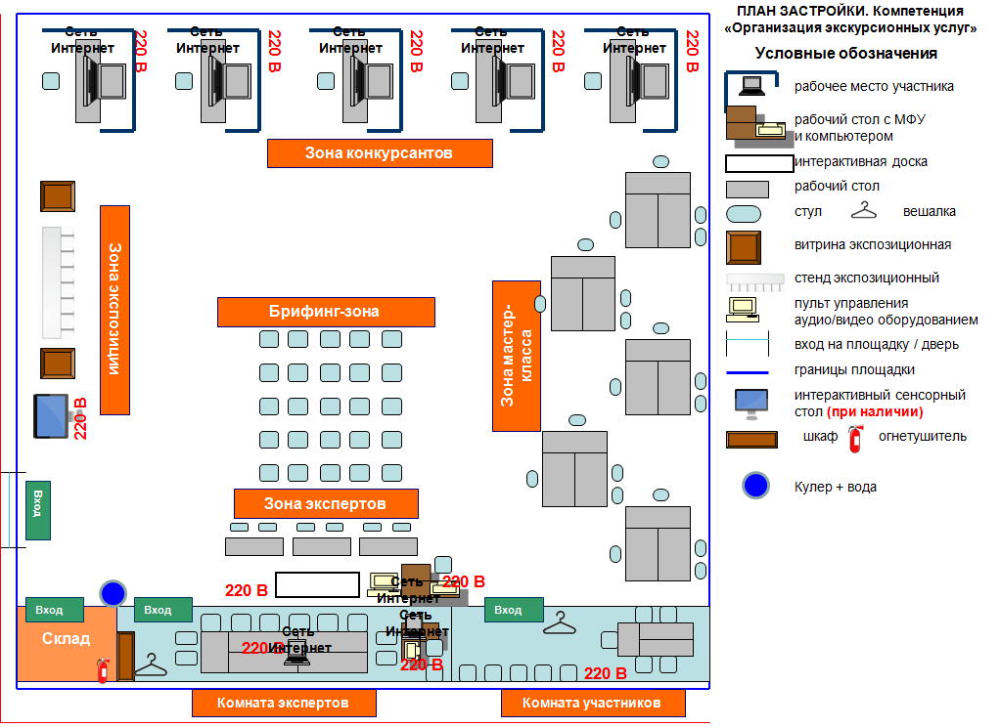 ПЛАН ЗАСТРОЙКИ. Компетенция
«Организация экскурсионных услуг»
Условные обозначения
рабочее место участника
рабочий стол с МФУ
и компьютером
интерактивная доска
рабочий стол
стул
вешалка
витрина экспозиционная
стенд экспозиционный
пульт управления
аудио/видео оборудованием
вход на площадку / дверь
границы площадки
интерактивный сенсорный
стол (при наличии)
шкаф
огнетушитель
Кулер + вода
Сеть
Интернет
220 В
Сеть
Интернет
220 В
Сеть
Интернет
220 В
Сеть
Интернет
220 В
Сеть
Интернет
220 В
Зона конкурсантов
Зона экспозиции
220 В
Брифинг-зона
Зона мастер-
класса
Вход
Зона экспертов
220 В
Сеть
Интернет
220 В
Вход
Вход
Вход
Склад
Сеть
Интернет
220 В
Сеть
Интернет
220 В
220 В
Комната экспертов
Комната участников